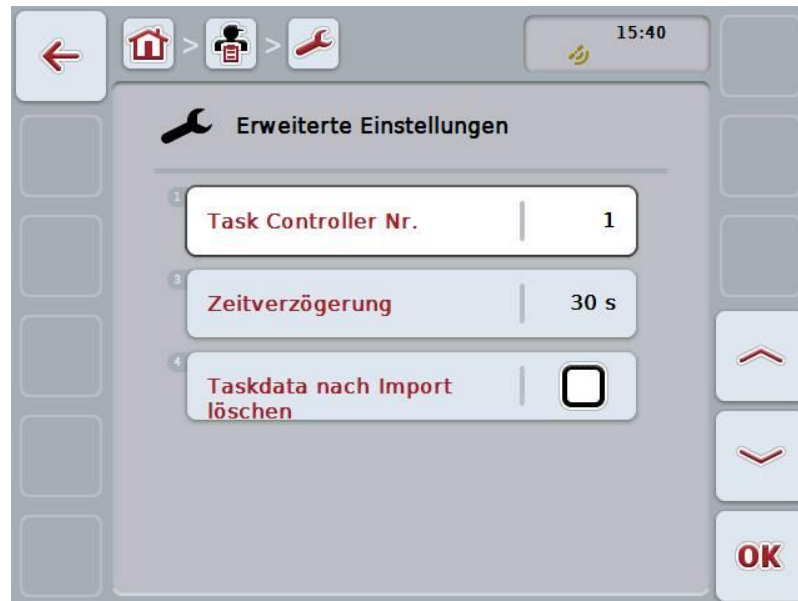 > >
15:40
Erweiterte Einstellungen
1
Task Controller Nr.
1
3
Zeitverzögerung
30 s
4
Taskdata nach Import
löschen
OK